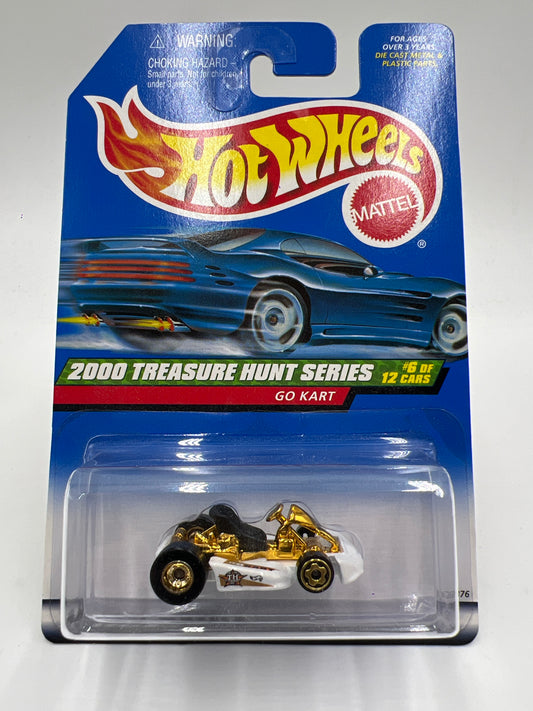 WARNING:
CHOKING HAZARD –
Small parts. Not for children
under 3 years.
FOR AGES
OVER 3 YEARS
DIE CAST METAL &
PLASTIC PARTS
HOT WHEELS
MATTEL
®
2000 TREASURE HUNT SERIES #6 OF
12 CARS
GO KART